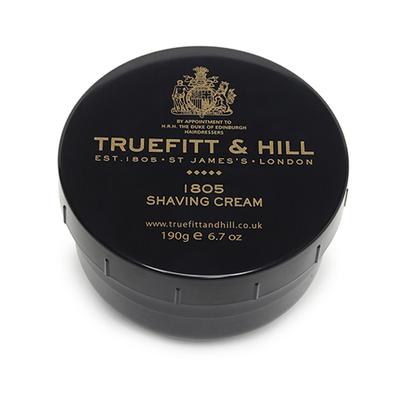 BY APPOINTMENT TO
H.R.H. THE DUKE OF EDINBURGH
HAIRDRESSERS
TRUEFITT & HILL
EST. 1805 · ST JAMES'S · LONDON
1805
SHAVING CREAM
www.truefittandhill.co.uk
190g e 6.7 oz